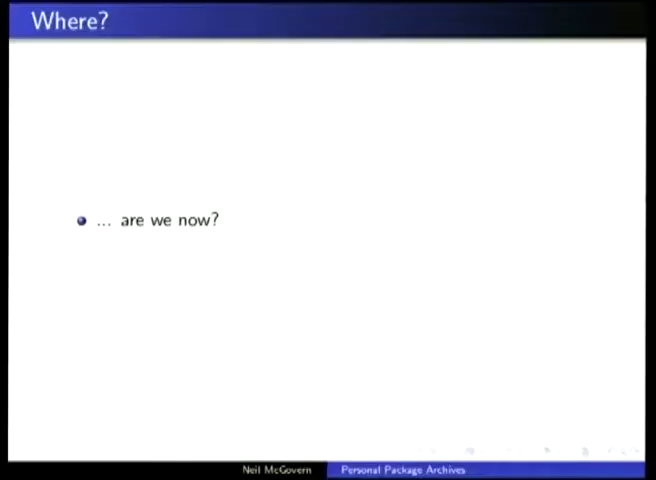 Where?
... are we now?
Neil McGovern
Personal Package Archives